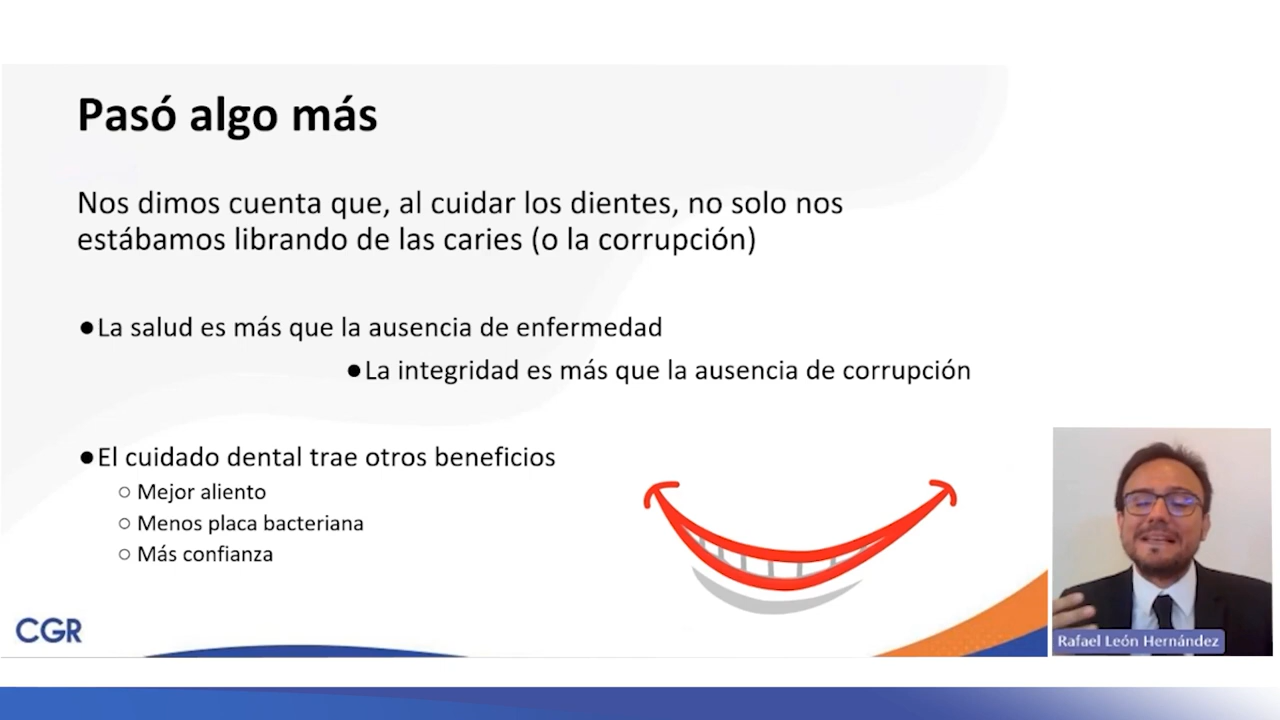 Pasó algo más
Nos dimos cuenta que, al cuidar los dientes, no solo nos
estábamos librando de las caries (o la corrupción)
●La salud es más que la ausencia de enfermedad
●La integridad es más que la ausencia de corrupción
●El cuidado dental trae otros beneficios
○ Mejor aliento
○ Menos placa bacteriana
○ Más confianza
CGR
Rafael León Hernández